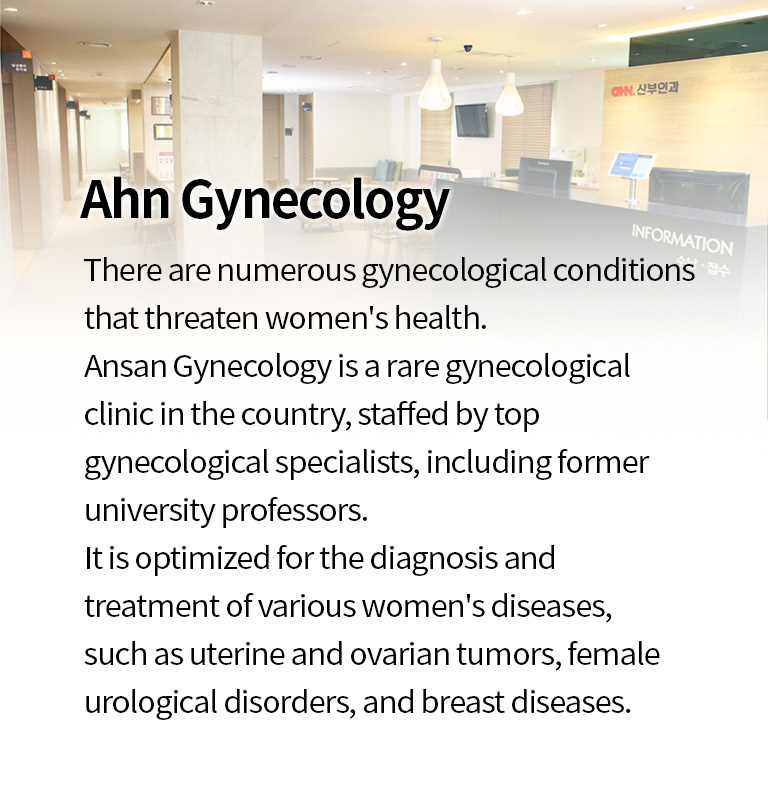 AHN. 산부인과
Ahn Gynecology
INFORMATION
수납·접수
There are numerous gynecological conditions
that threaten women's health.
Ansan Gynecology is a rare gynecological
clinic in the country, staffed by top
gynecological specialists, including former
university professors.
It is optimized for the diagnosis and
treatment of various women's diseases,
such as uterine and ovarian tumors, female
urological disorders, and breast diseases.